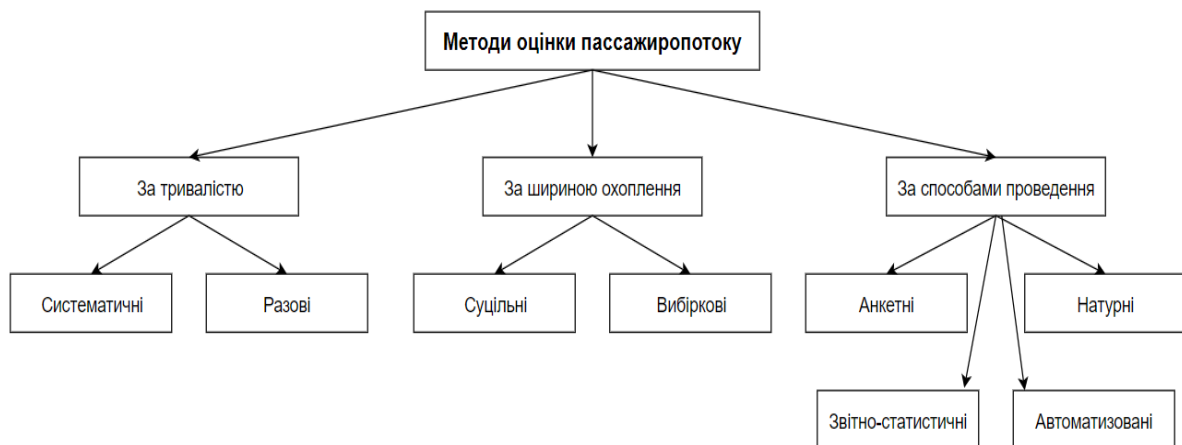 Методи оцінки пассажиропотоку
За тривалістю
За шириною охоплення
За способами проведення
Систематичні
Разові
Суцільні
Вибіркові
Анкетні
Натурні
Звітно-статистичні
Автоматизовані